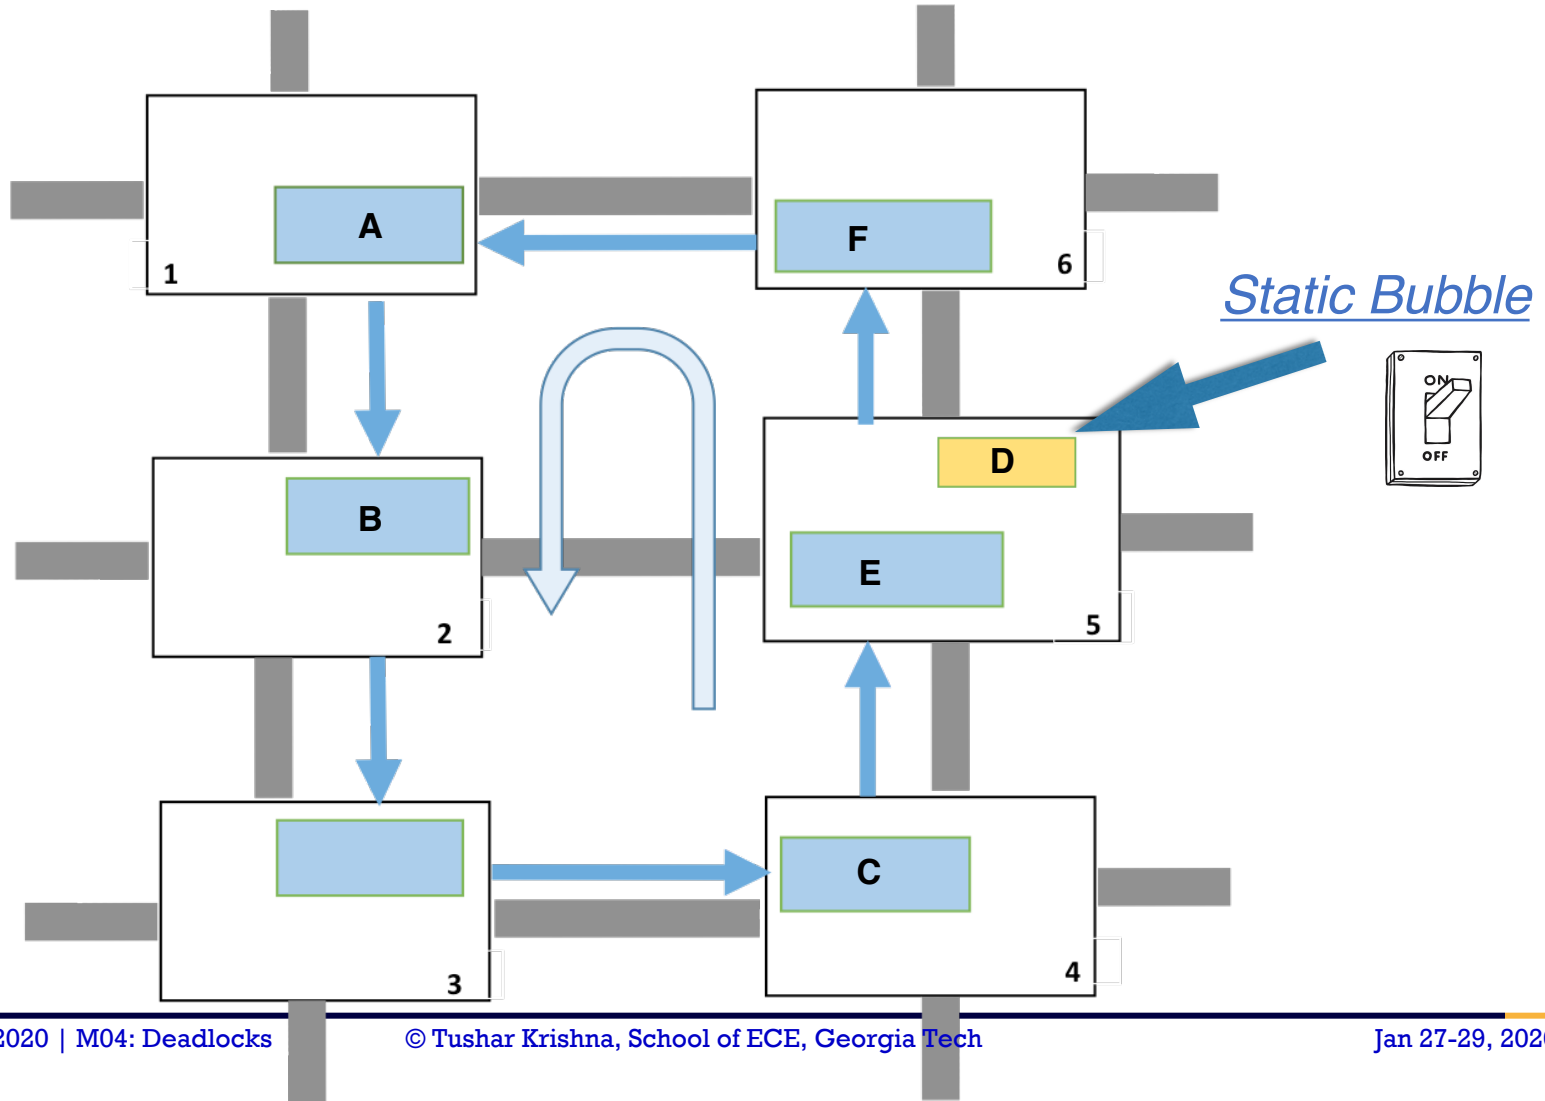 A
1
F
6
Static Bubble
ON
OFF
D
B
2
E
5
3
C
4
2020 | M04: Deadlocks
© Tushar Krishna, School of ECE, Georgia Tech
Jan 27-29, 202